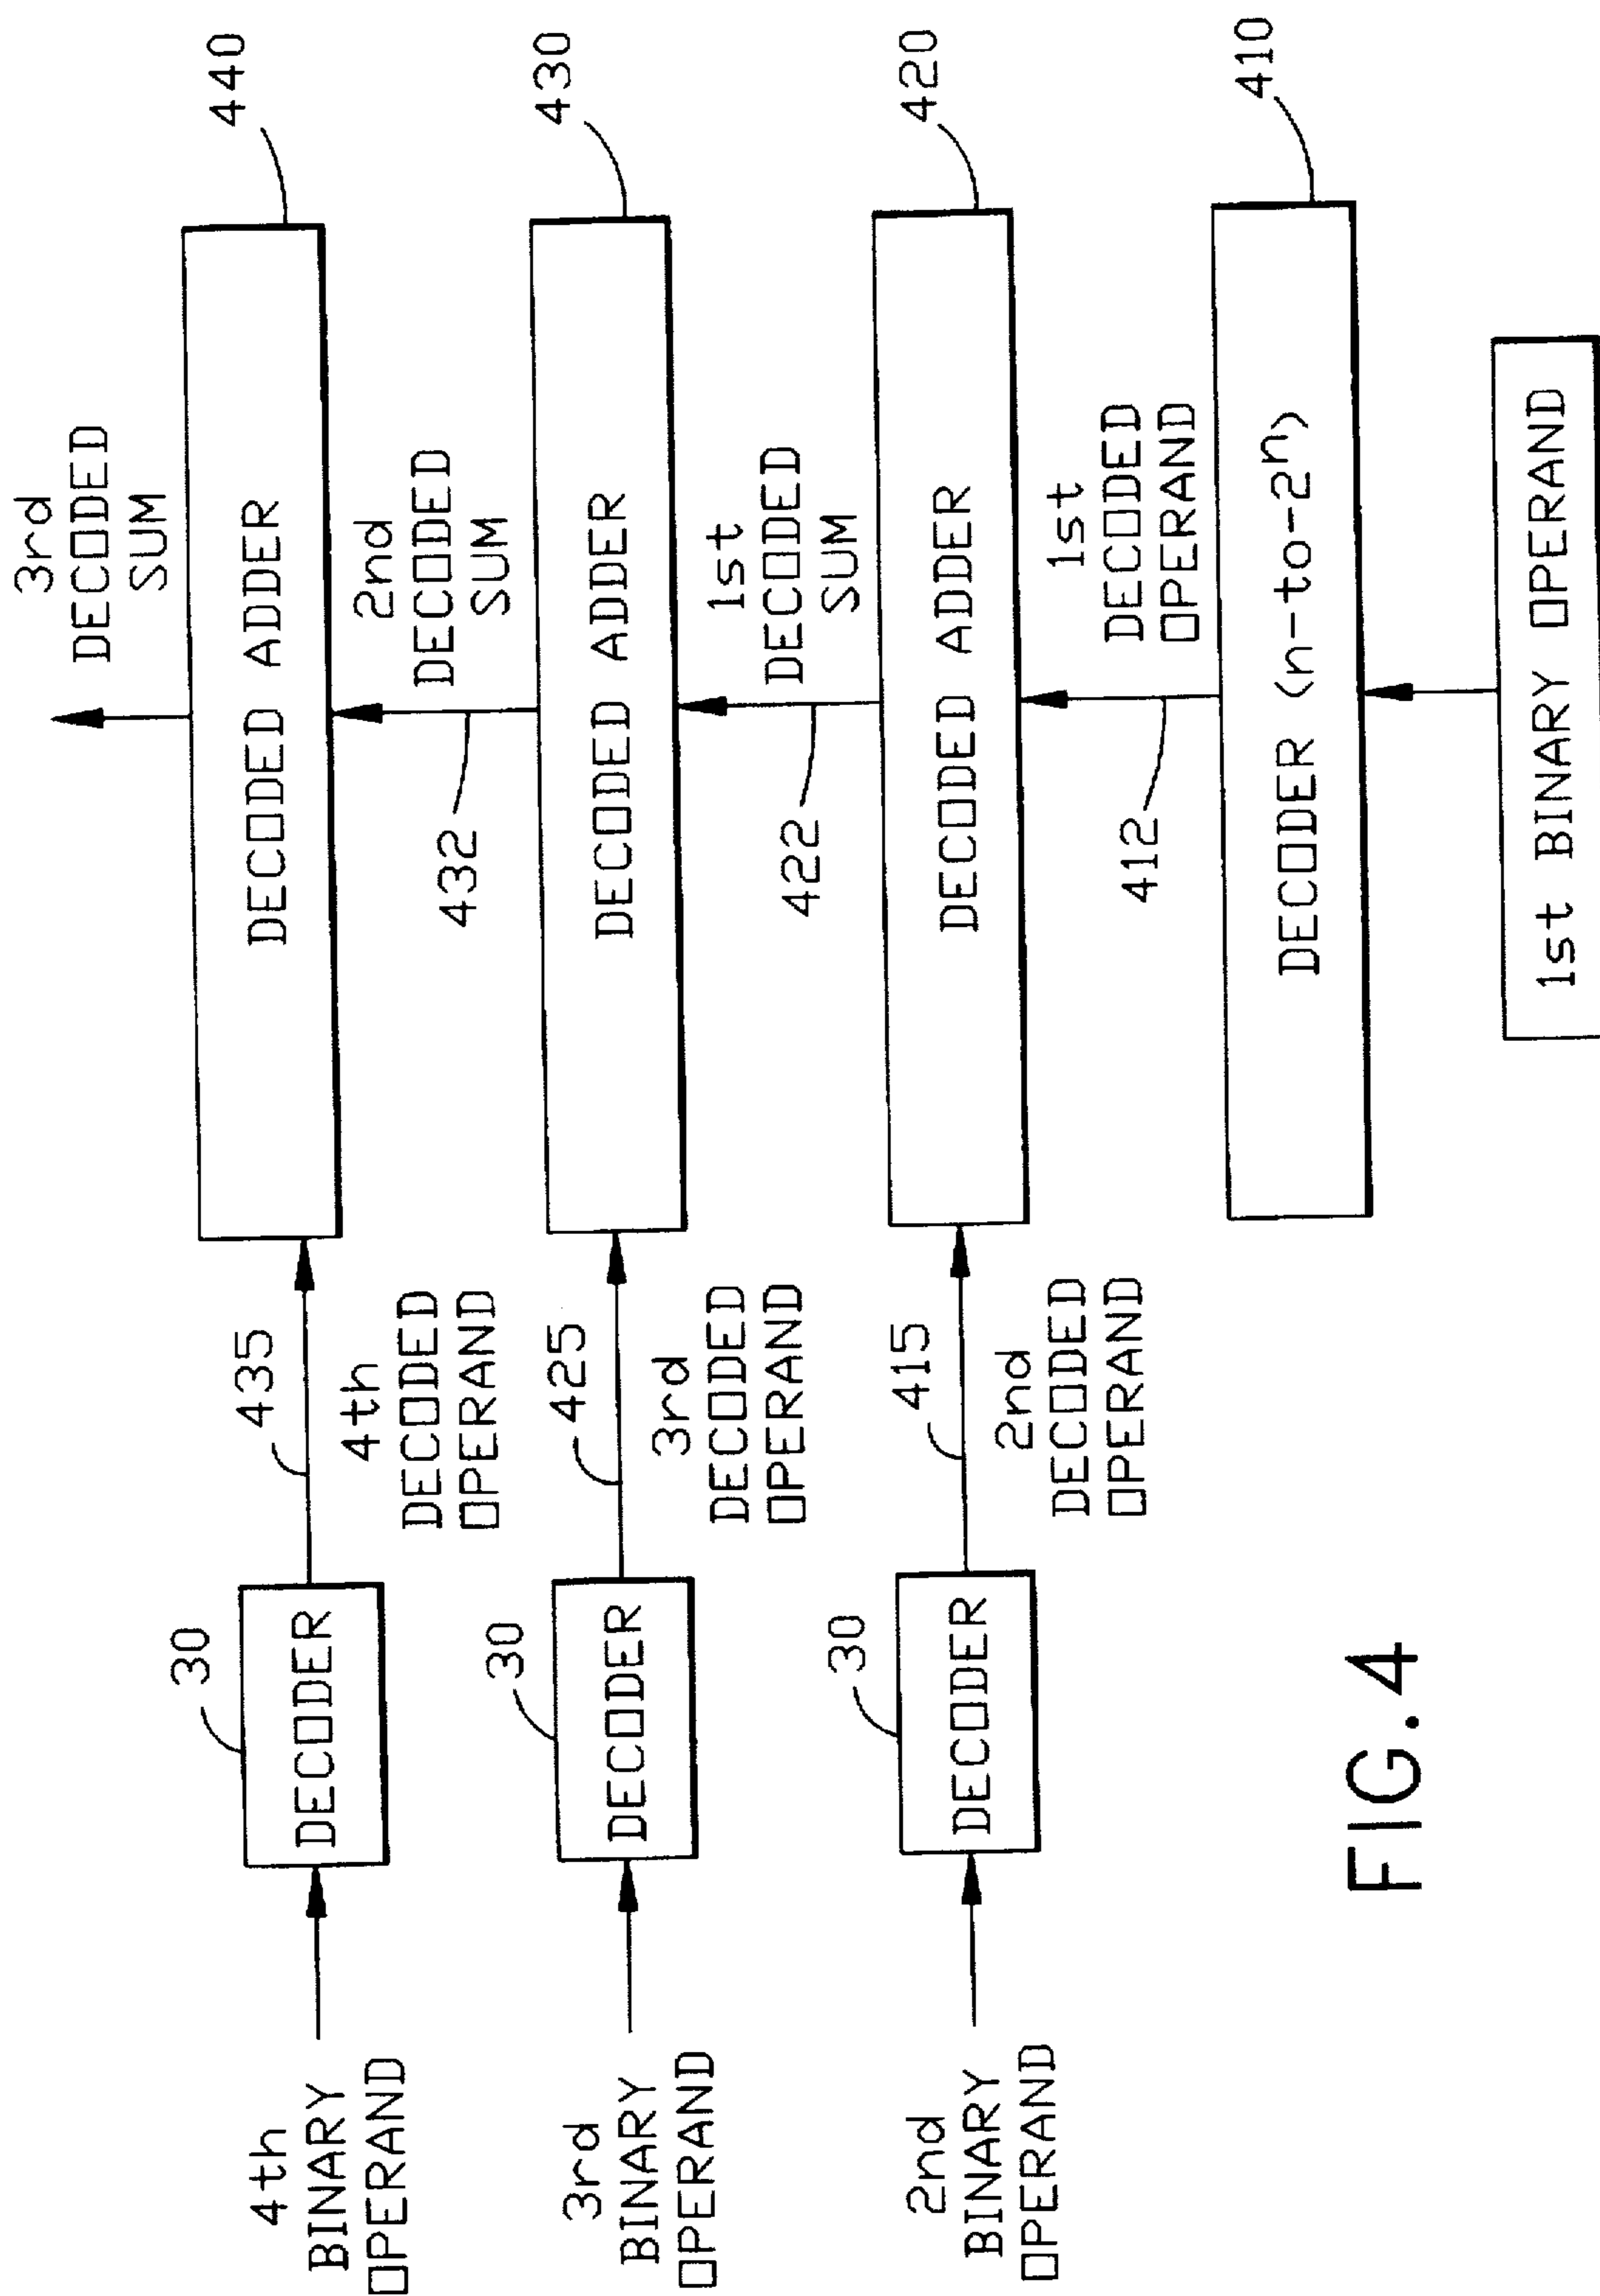 3rd
DECODED
SUM
440
DECODED ADDER
30
DECODER
4th
BINARY
OPERAND
435
4th
DECODED
OPERAND
2nd
DECODED
SUM
432
430
DECODED ADDER
30
DECODER
3rd
BINARY
OPERAND
425
3rd
DECODED
OPERAND
1st
DECODED
SUM
422
420
DECODED ADDER
30
DECODER
2nd
BINARY
OPERAND
415
2nd
DECODED
OPERAND
1st
DECODED
OPERAND
412
410
DECODER (n-to-2ⁿ)
1st BINARY OPERAND
FIG.4